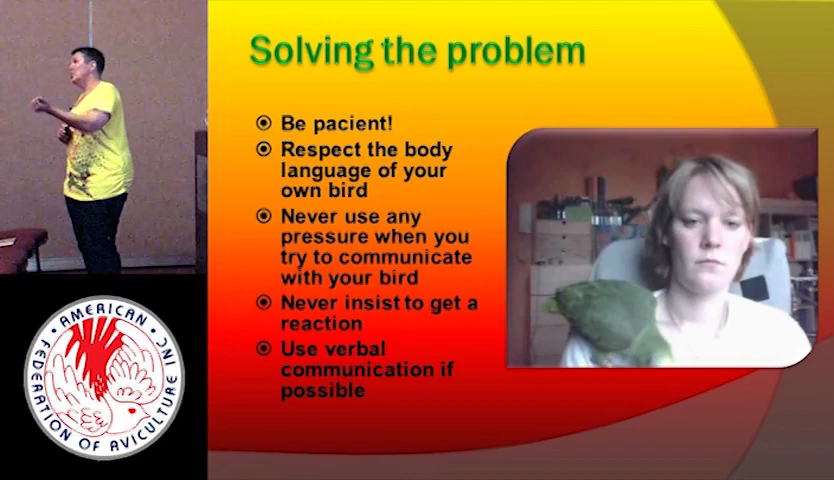 Solving the problem
Be pacient!
Respect the body
language of your
own bird
Never use any
pressure when you
try to communicate
with your bird
Never insist to get a
reaction
Use verbal
communication if
possible
AMERICAN
FEDERATION OF AVICULTURE INC